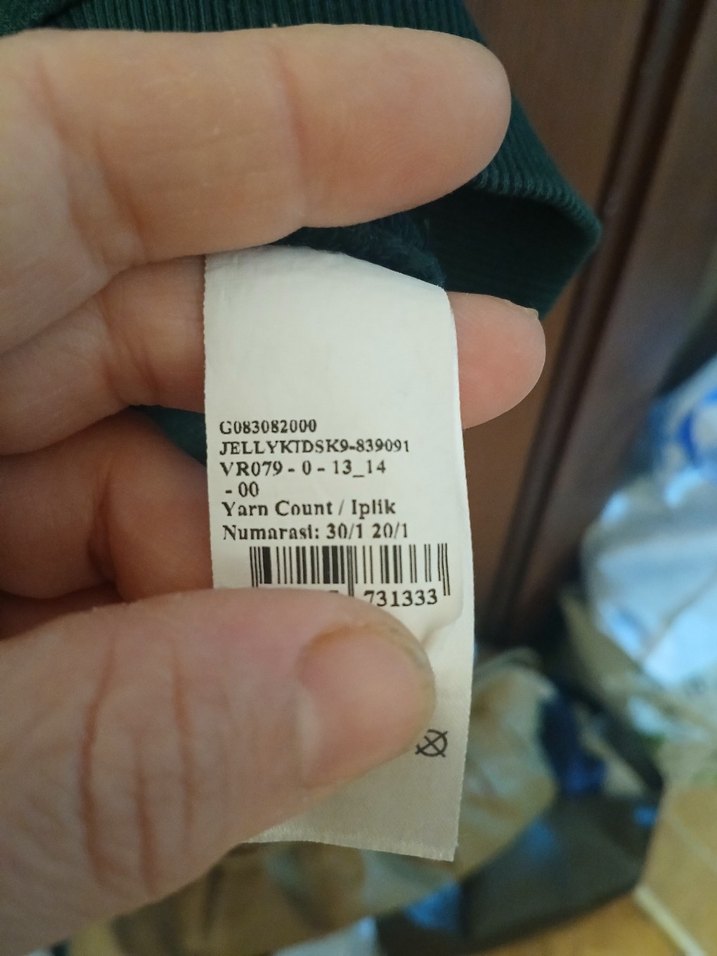 G083082000
JELLYKIDSK9-839091
VR079 - 0 - 13_14
- 00
Yarn Count / Iplik
Numarasi: 30/1 20/1
731333